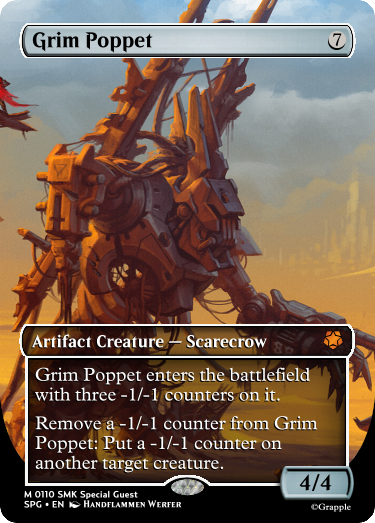 Grim Poppet
7
Artifact Creature — Scarecrow
Grim Poppet enters the battlefield
with three -1/-1 counters on it.
Remove a -1/-1 counter from Grim
Poppet: Put a -1/-1 counter on
another target creature.
4/4
M 0110 SMK Special Guest
SPG • EN Handflammen Werfer
©Grapple